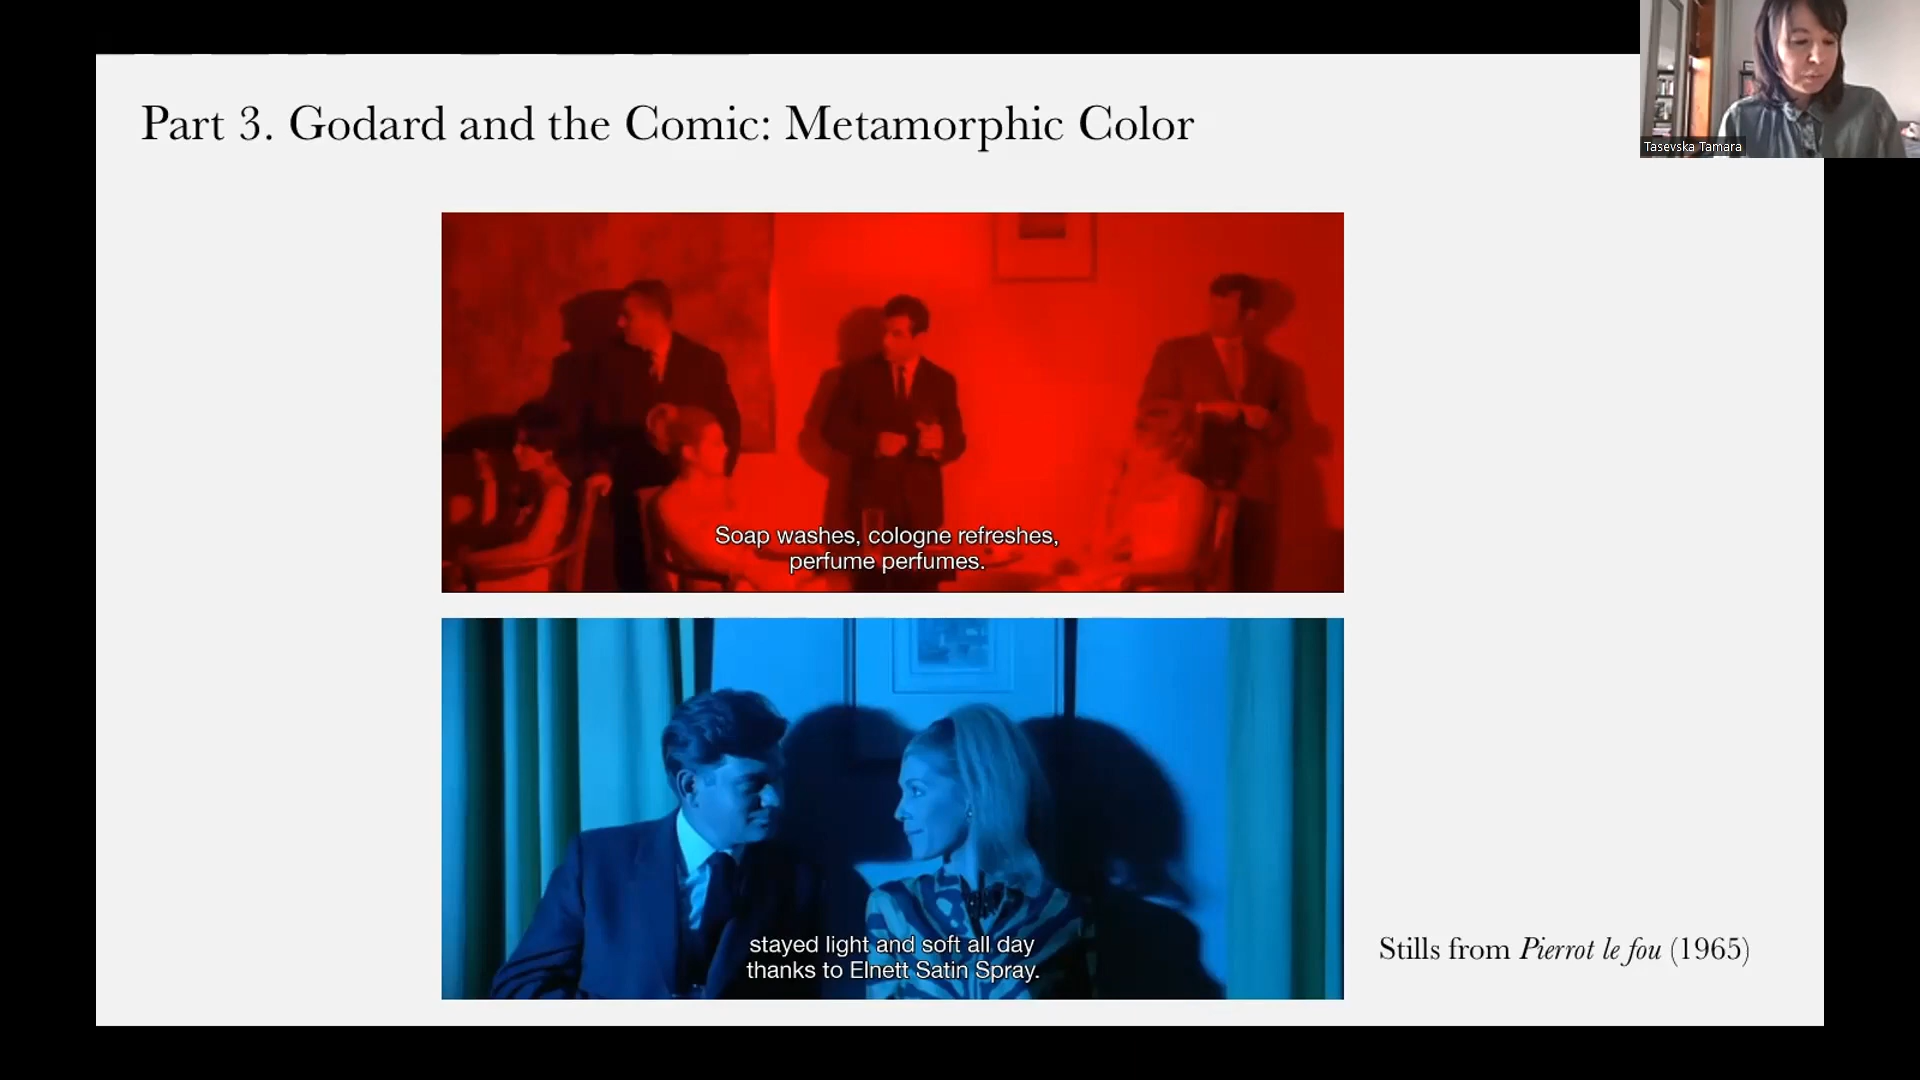 Part 3. Godard and the Comic: Metamorphic Color
Tasevska Tamara
Soap washes, cologne refreshes,
perfume perfumes.
stayed light and soft all day
thanks to Elnett Satin Spray.
Stills from Pierrot le fou (1965)